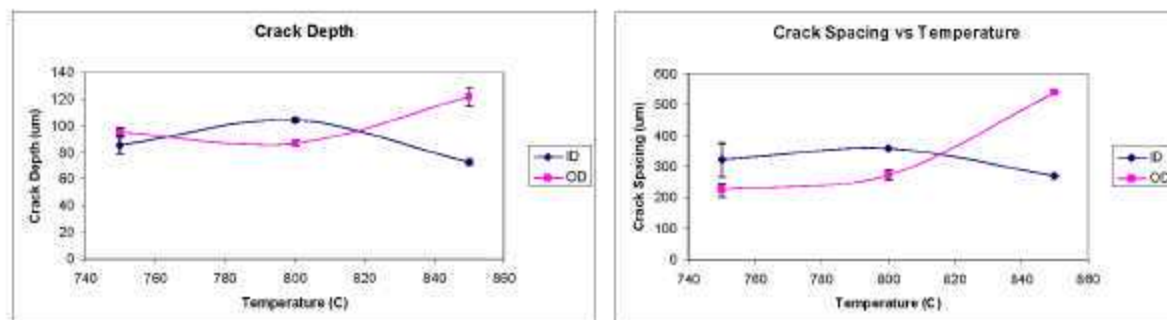 Crack Depth
140
120
100
80
60
40
20
0
Crack Depth (um)
740 760 780 800 820 840 860
Temperature (C)
ID
OD
Crack Spacing vs Temperature
600
500
400
300
200
100
0
Crack Spacing (um)
740 760 780 800 820 840 860
Temperature (C)
ID
OD